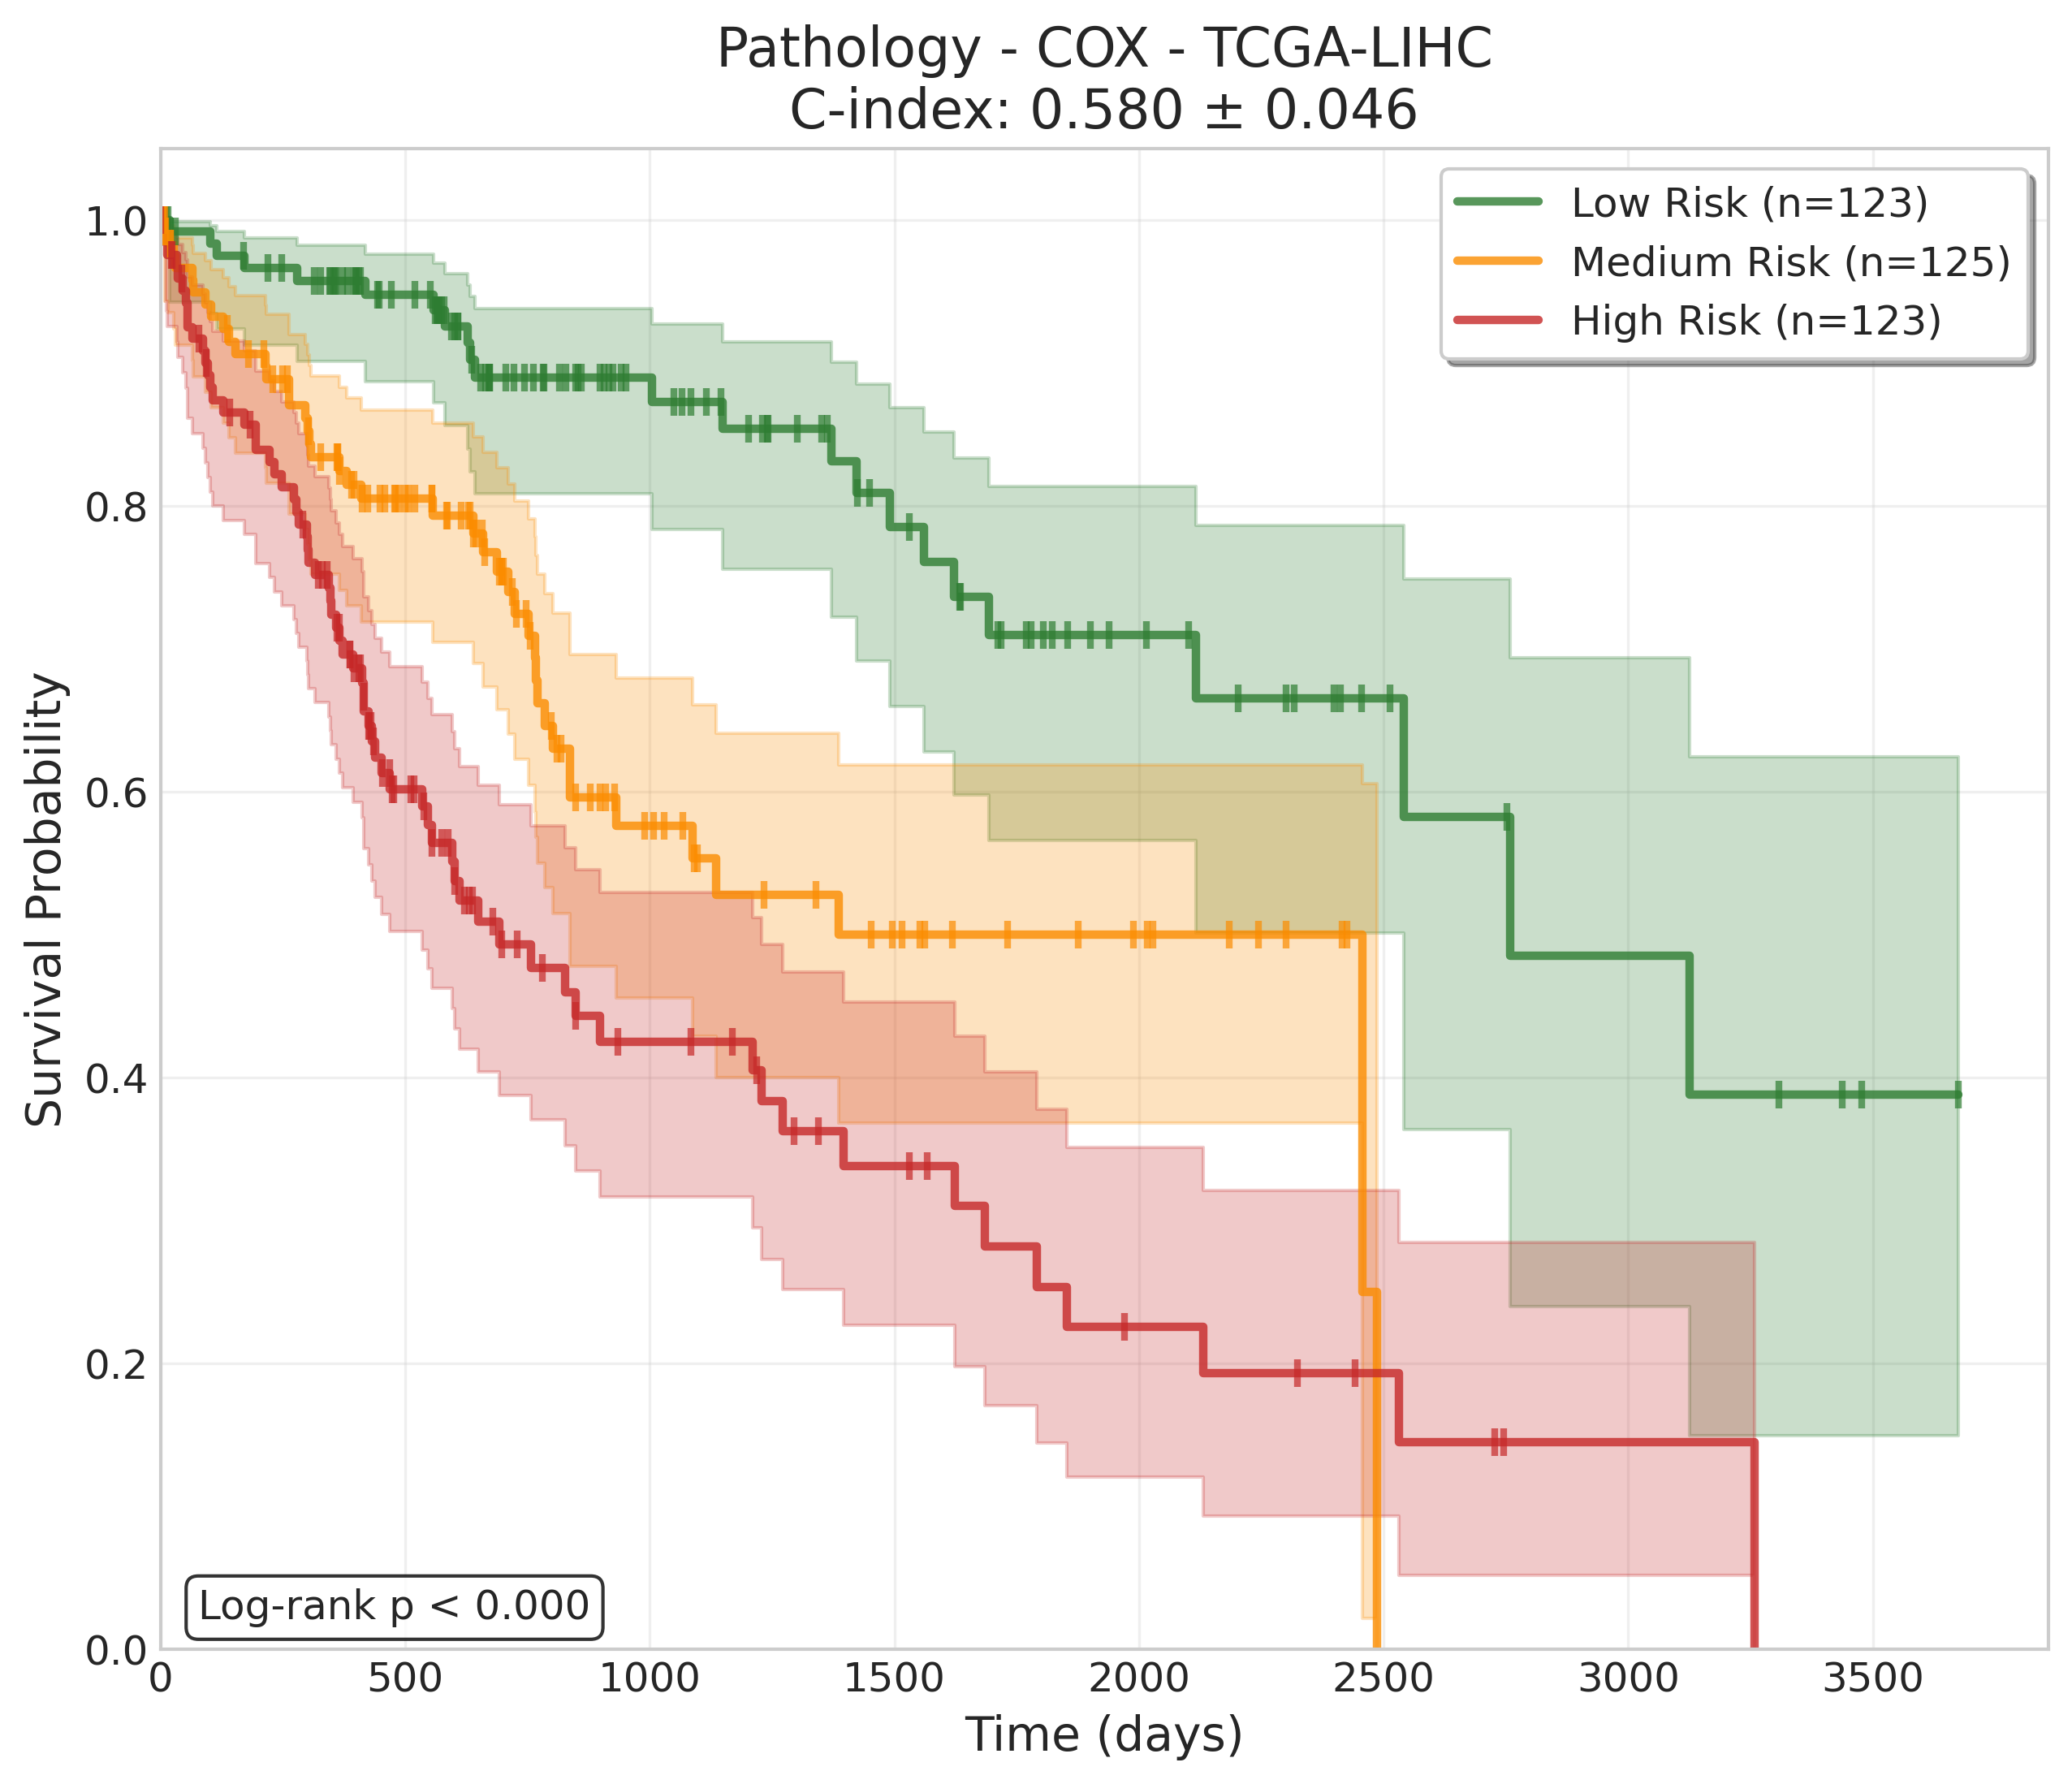 Pathology - COX - TCGA-LIHC
C-index: 0.580 ± 0.046
Low Risk (n=123)
Medium Risk (n=125)
High Risk (n=123)
Survival Probability
1.0
0.8
0.6
0.4
0.2
0.0
Log-rank p < 0.000
0 500 1000 1500 2000 2500 3000 3500
Time (days)